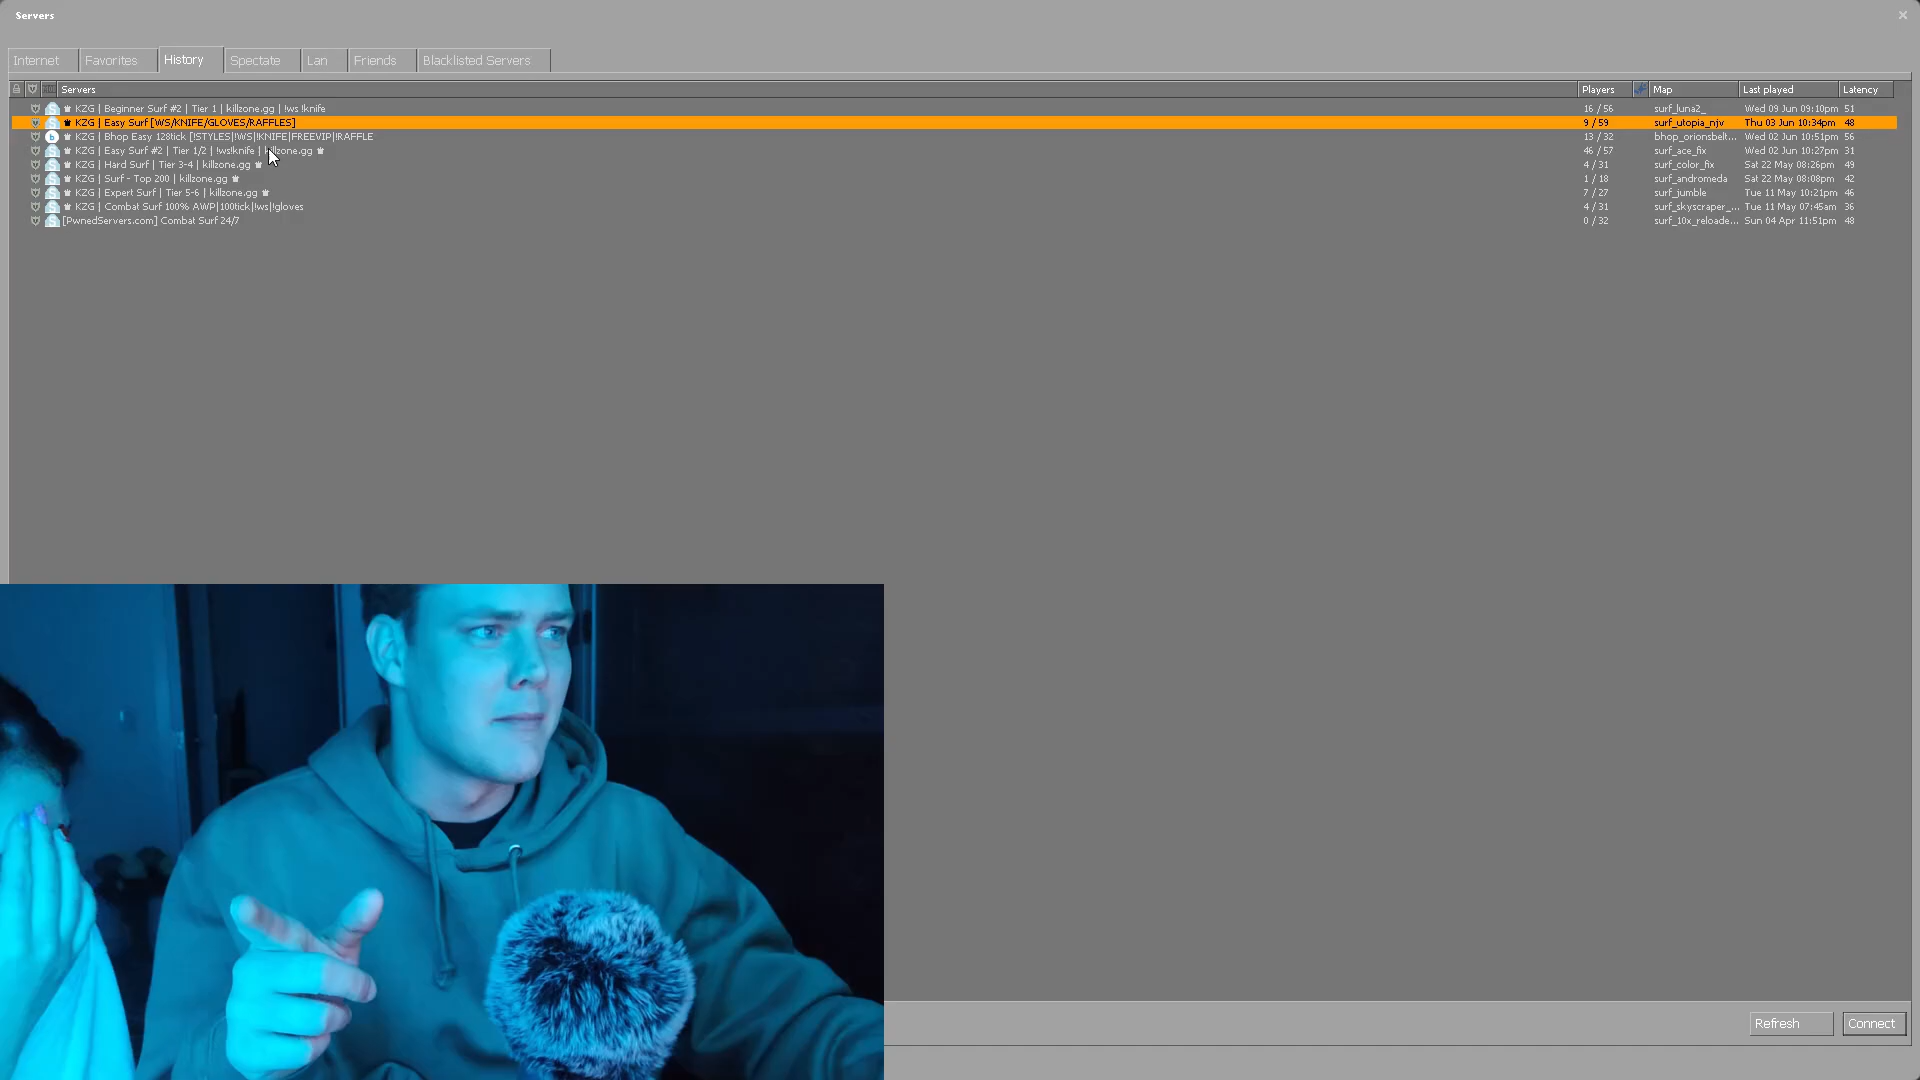 Servers
Internet Favorites History Spectate Lan Friends Blacklisted Servers
Servers Players Map Last played Latency
KZG | Beginner Surf #2 | Tier 1 | killzone.gg | !ws !knife 16 / 56 surf_luna2_ Wed 09 Jun 09:10pm 51
KZG | Easy Surf [WS/KNIFE/GLOVES/RAFFLES] 9 / 59 surf_utopia_njv Thu 03 Jun 10:34pm 48
KZG | Bhop Easy 128tick [!STYLES|!WS|!KNIFE|FREEVIP|!RAFFLE 13 / 32 bhop_orionsbelt... Wed 02 Jun 10:51pm 56
KZG | Easy Surf #2 | Tier 1/2 | !ws!knife | killzone.gg 46 / 57 surf_ace_fix Wed 02 Jun 10:27pm 31
KZG | Hard Surf | Tier 3-4 | killzone.gg 4 / 31 surf_color_fix Sat 22 May 08:26pm 49
KZG | Surf - Top 200 | killzone.gg 1 / 18 surf_andromeda Sat 22 May 08:08pm 42
KZG | Expert Surf | Tier 5-6 | killzone.gg 7 / 27 surf_jumble Tue 11 May 10:21pm 46
KZG | Combat Surf 100% AWP|100tick|!ws|!gloves 4 / 31 surf_skyscraper_... Tue 11 May 07:45am 36
[PwnedServers.com] Combat Surf 24/7 0 / 32 surf_10x_reloade... Sun 04 Apr 11:51pm 48
Refresh Connect